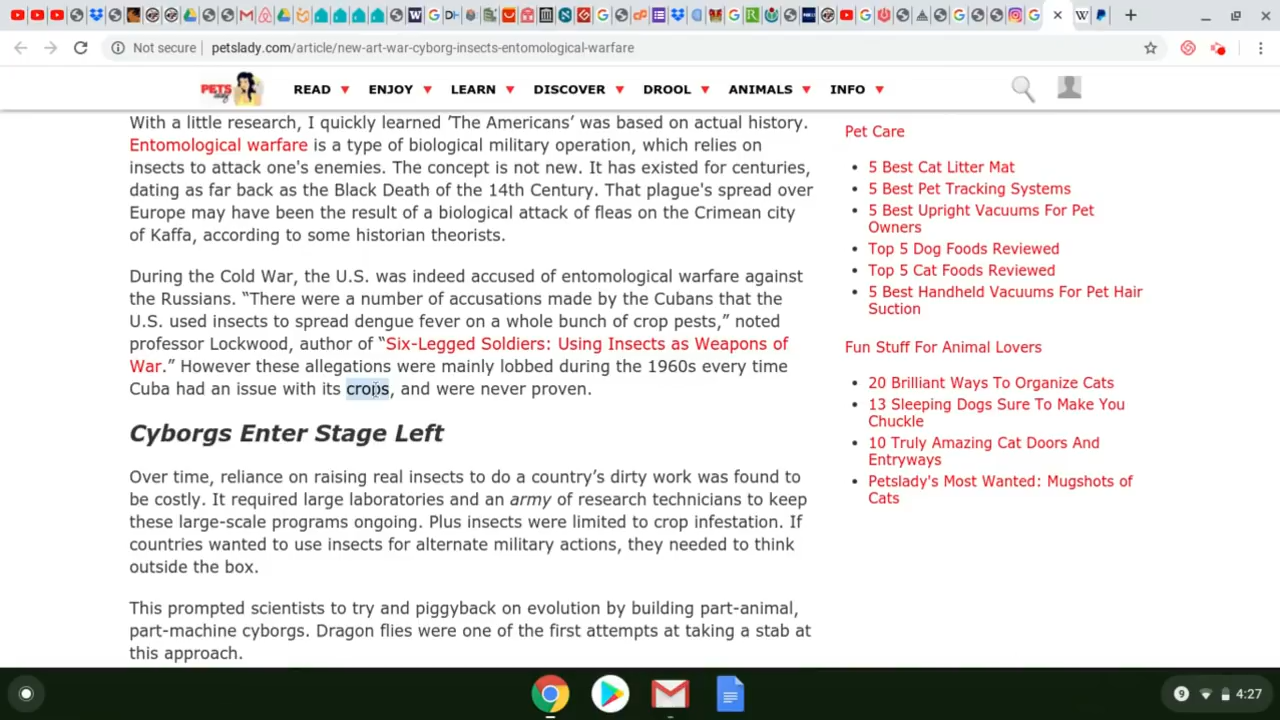 Not secure petslady.com/article/new-art-war-cyborg-insects-entomological-warfare
PETS lady READ ENJOY LEARN DISCOVER DROOL ANIMALS INFO
With a little research, I quickly learned ‘The Americans’ was based on actual history.
Entomological warfare is a type of biological military operation, which relies on
insects to attack one's enemies. The concept is not new. It has existed for centuries,
dating as far back as the Black Death of the 14th Century. That plague's spread over
Europe may have been the result of a biological attack of fleas on the Crimean city
of Kaffa, according to some historian theorists.
During the Cold War, the U.S. was indeed accused of entomological warfare against
the Russians. “There were a number of accusations made by the Cubans that the
U.S. used insects to spread dengue fever on a whole bunch of crop pests,” noted
professor Lockwood, author of “Six-Legged Soldiers: Using Insects as Weapons of
War.” However these allegations were mainly lobbed during the 1960s every time
Cuba had an issue with its crops, and were never proven.
Cyborgs Enter Stage Left
Over time, reliance on raising real insects to do a country’s dirty work was found to
be costly. It required large laboratories and an army of research technicians to keep
these large-scale programs ongoing. Plus insects were limited to crop infestation. If
countries wanted to use insects for alternate military actions, they needed to think
outside the box.
This prompted scientists to try and piggyback on evolution by building part-animal,
part-machine cyborgs. Dragon flies were one of the first attempts at taking a stab at
this approach.
Pet Care
5 Best Cat Litter Mat
5 Best Pet Tracking Systems
5 Best Upright Vacuums For Pet
Owners
Top 5 Dog Foods Reviewed
Top 5 Cat Foods Reviewed
5 Best Handheld Vacuums For Pet Hair
Suction
Fun Stuff For Animal Lovers
20 Brilliant Ways To Organize Cats
13 Sleeping Dogs Sure To Make You
Chuckle
10 Truly Amazing Cat Doors And
Entryways
Petslady's Most Wanted: Mugshots of
Cats
9 4:27